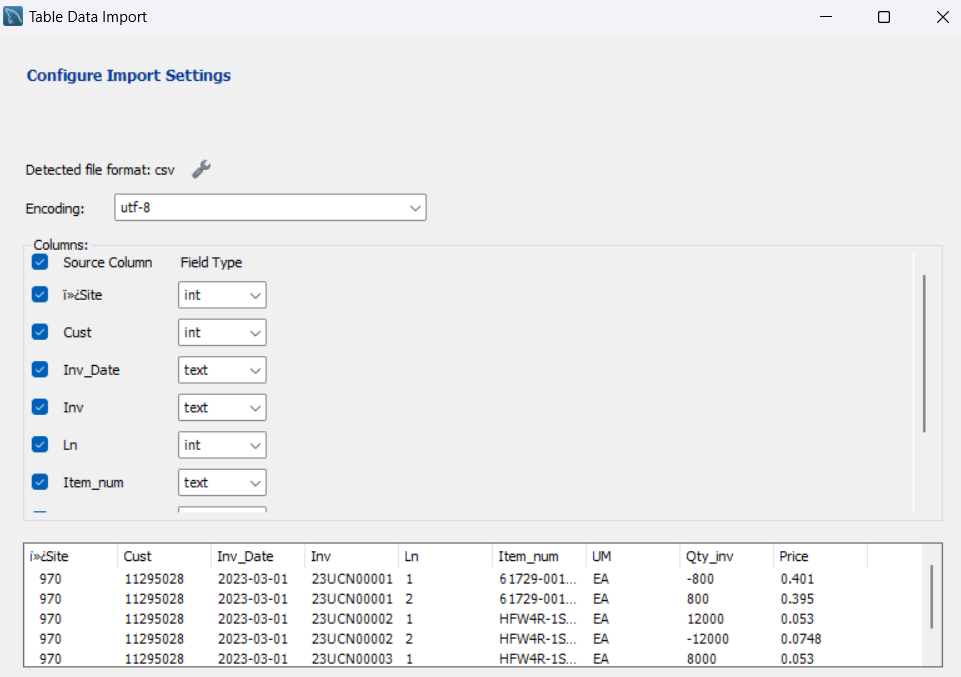 Table Data Import
Configure Import Settings
Detected file format: csv
Encoding: utf-8
Columns:
Source Column Field Type
ï»¿Site int
Cust int
Inv_Date text
Inv text
Ln int
Item_num text
ï»¿Site Cust Inv_Date Inv Ln Item_num UM Qty_inv Price
970 11295028 2023-03-01 23UCN00001 1 61729-001... EA -800 0.401
970 11295028 2023-03-01 23UCN00001 2 61729-001... EA 800 0.395
970 11295028 2023-03-01 23UCN00002 1 HFW4R-1S... EA 12000 0.053
970 11295028 2023-03-01 23UCN00002 2 HFW4R-1S... EA -12000 0.0748
970 11295028 2023-03-01 23UCN00003 1 HFW4R-1S... EA 8000 0.053